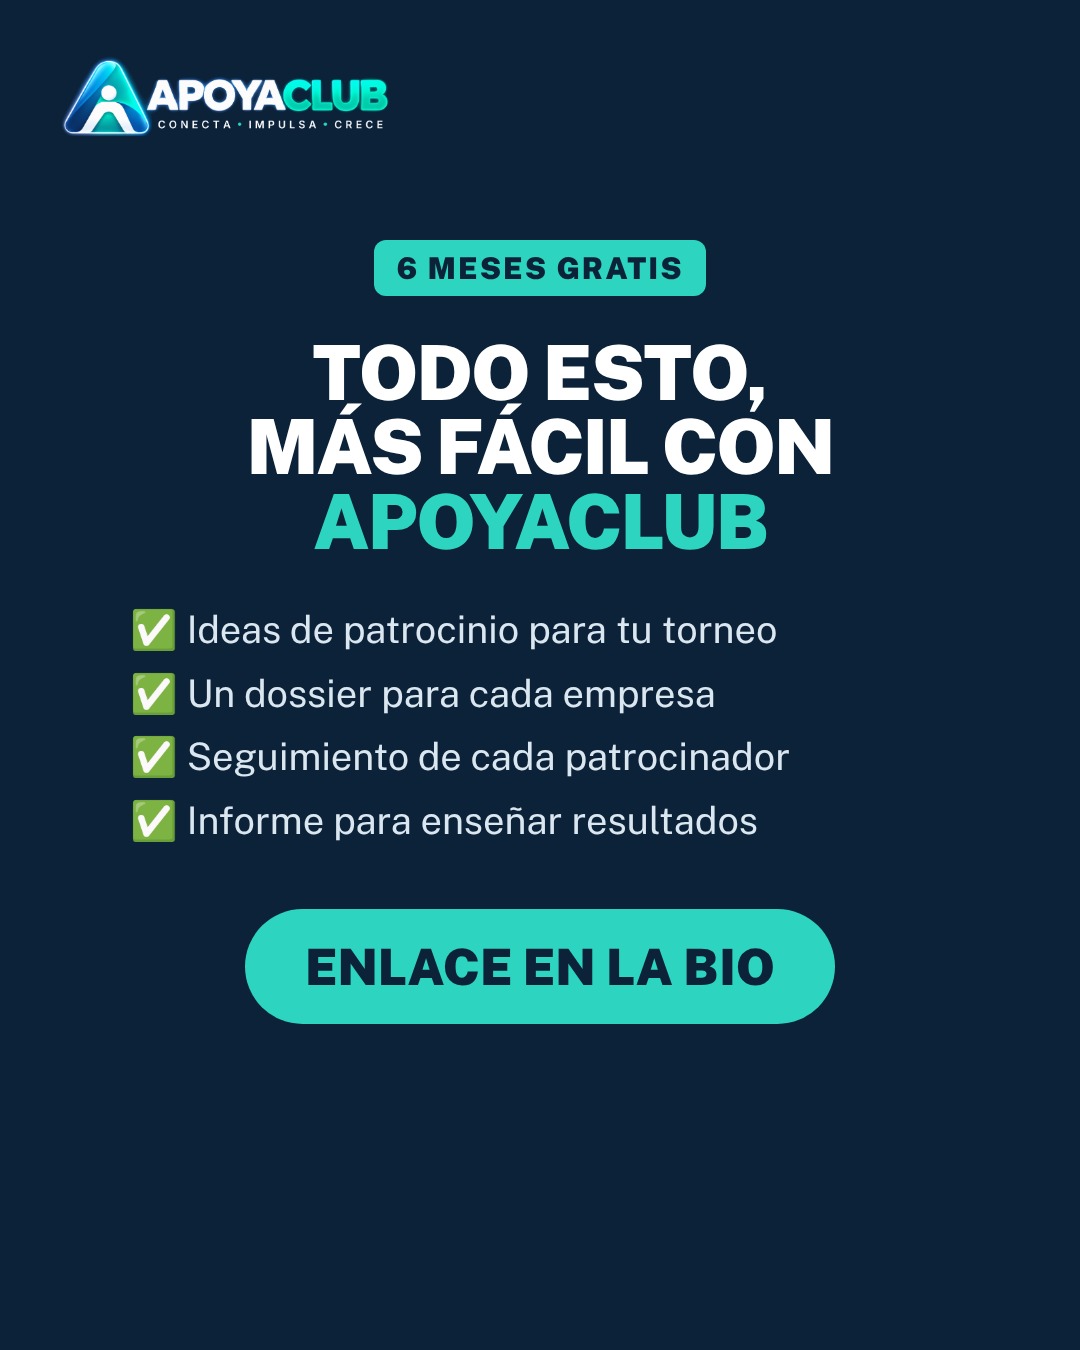 APOYACLUB
CONECTA • IMPULSA • CRECE
6 MESES GRATIS
TODO ESTO,
MÁS FÁCIL CON
APOYACLUB
✅ Ideas de patrocinio para tu torneo
✅ Un dossier para cada empresa
✅ Seguimiento de cada patrocinador
✅ Informe para enseñar resultados
ENLACE EN LA BIO